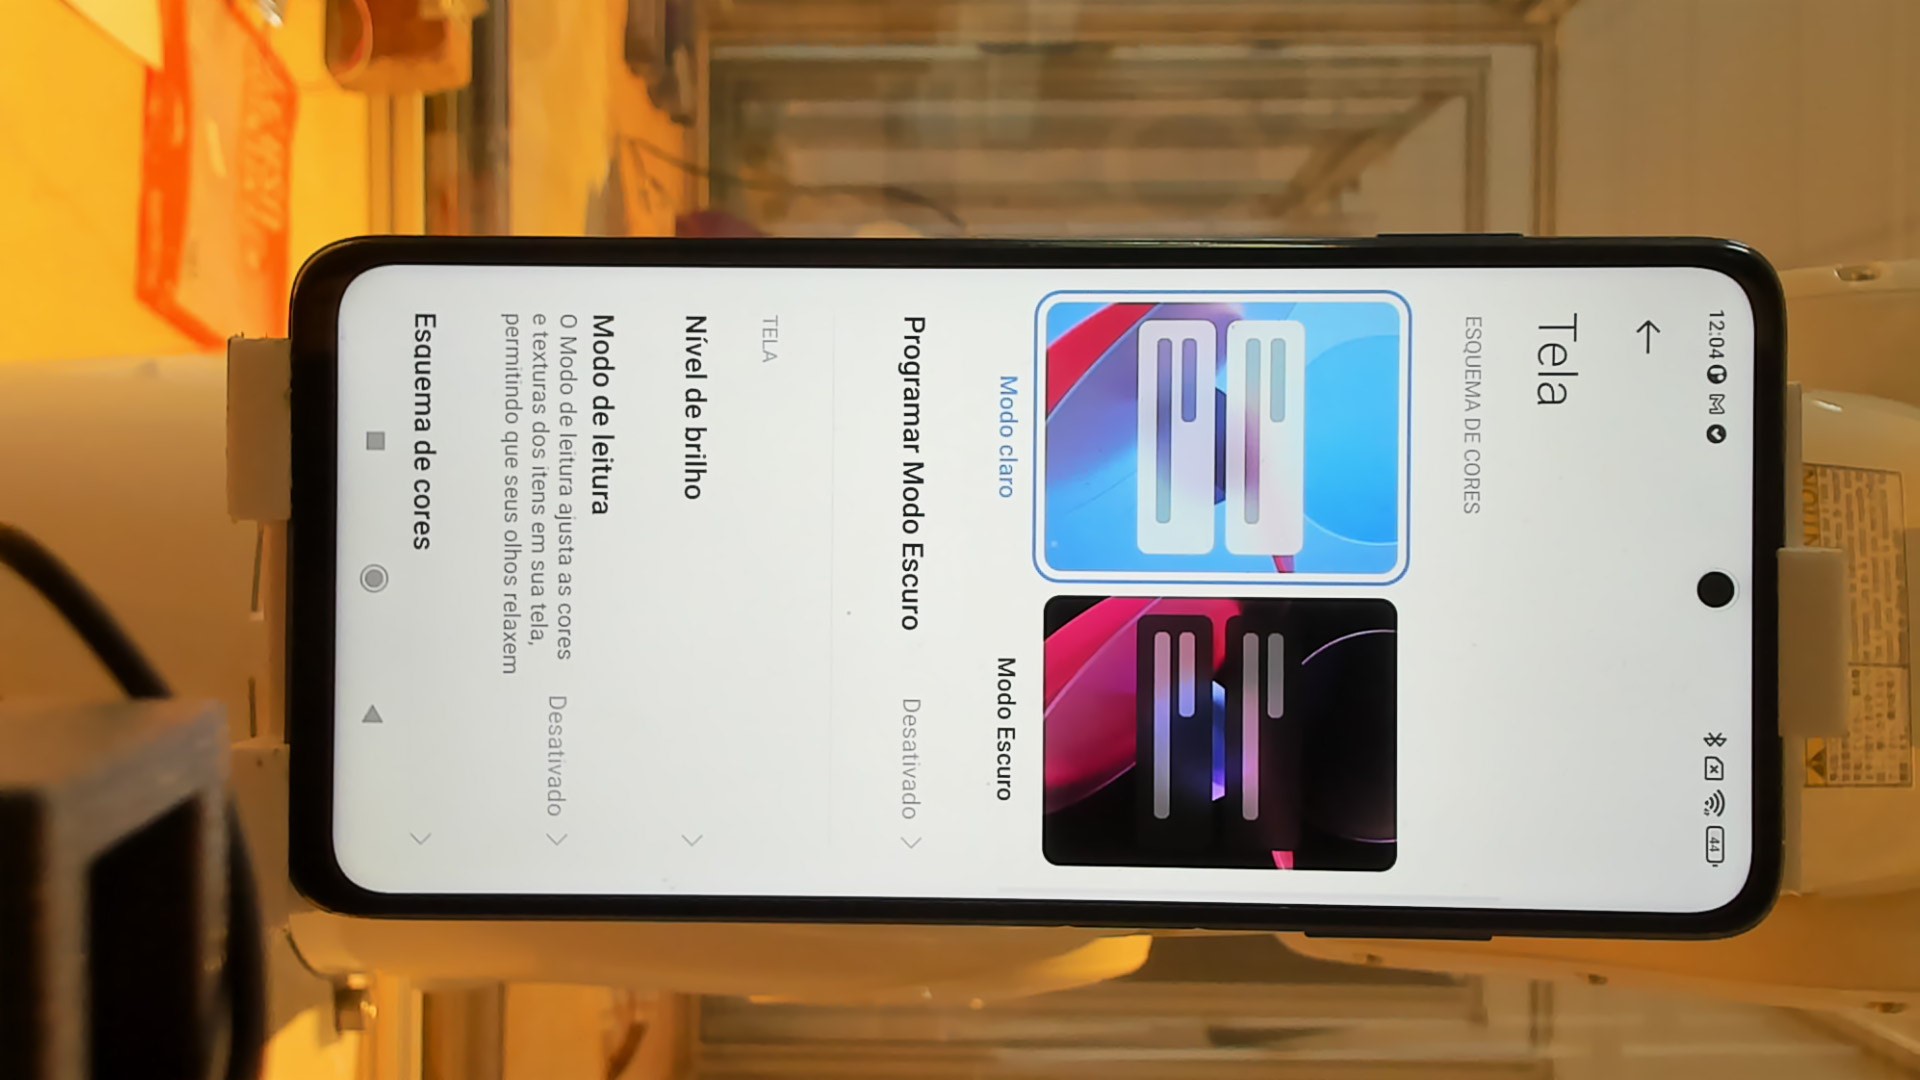 12:04
44
Tela
ESQUEMA DE CORES
Modo claro
Modo Escuro
Programar Modo Escuro
Desativado
TELA
Nível de brilho
Modo de leitura
O Modo de leitura ajusta as cores
e texturas dos itens em sua tela,
permitindo que seus olhos relaxem
Desativado
Esquema de cores